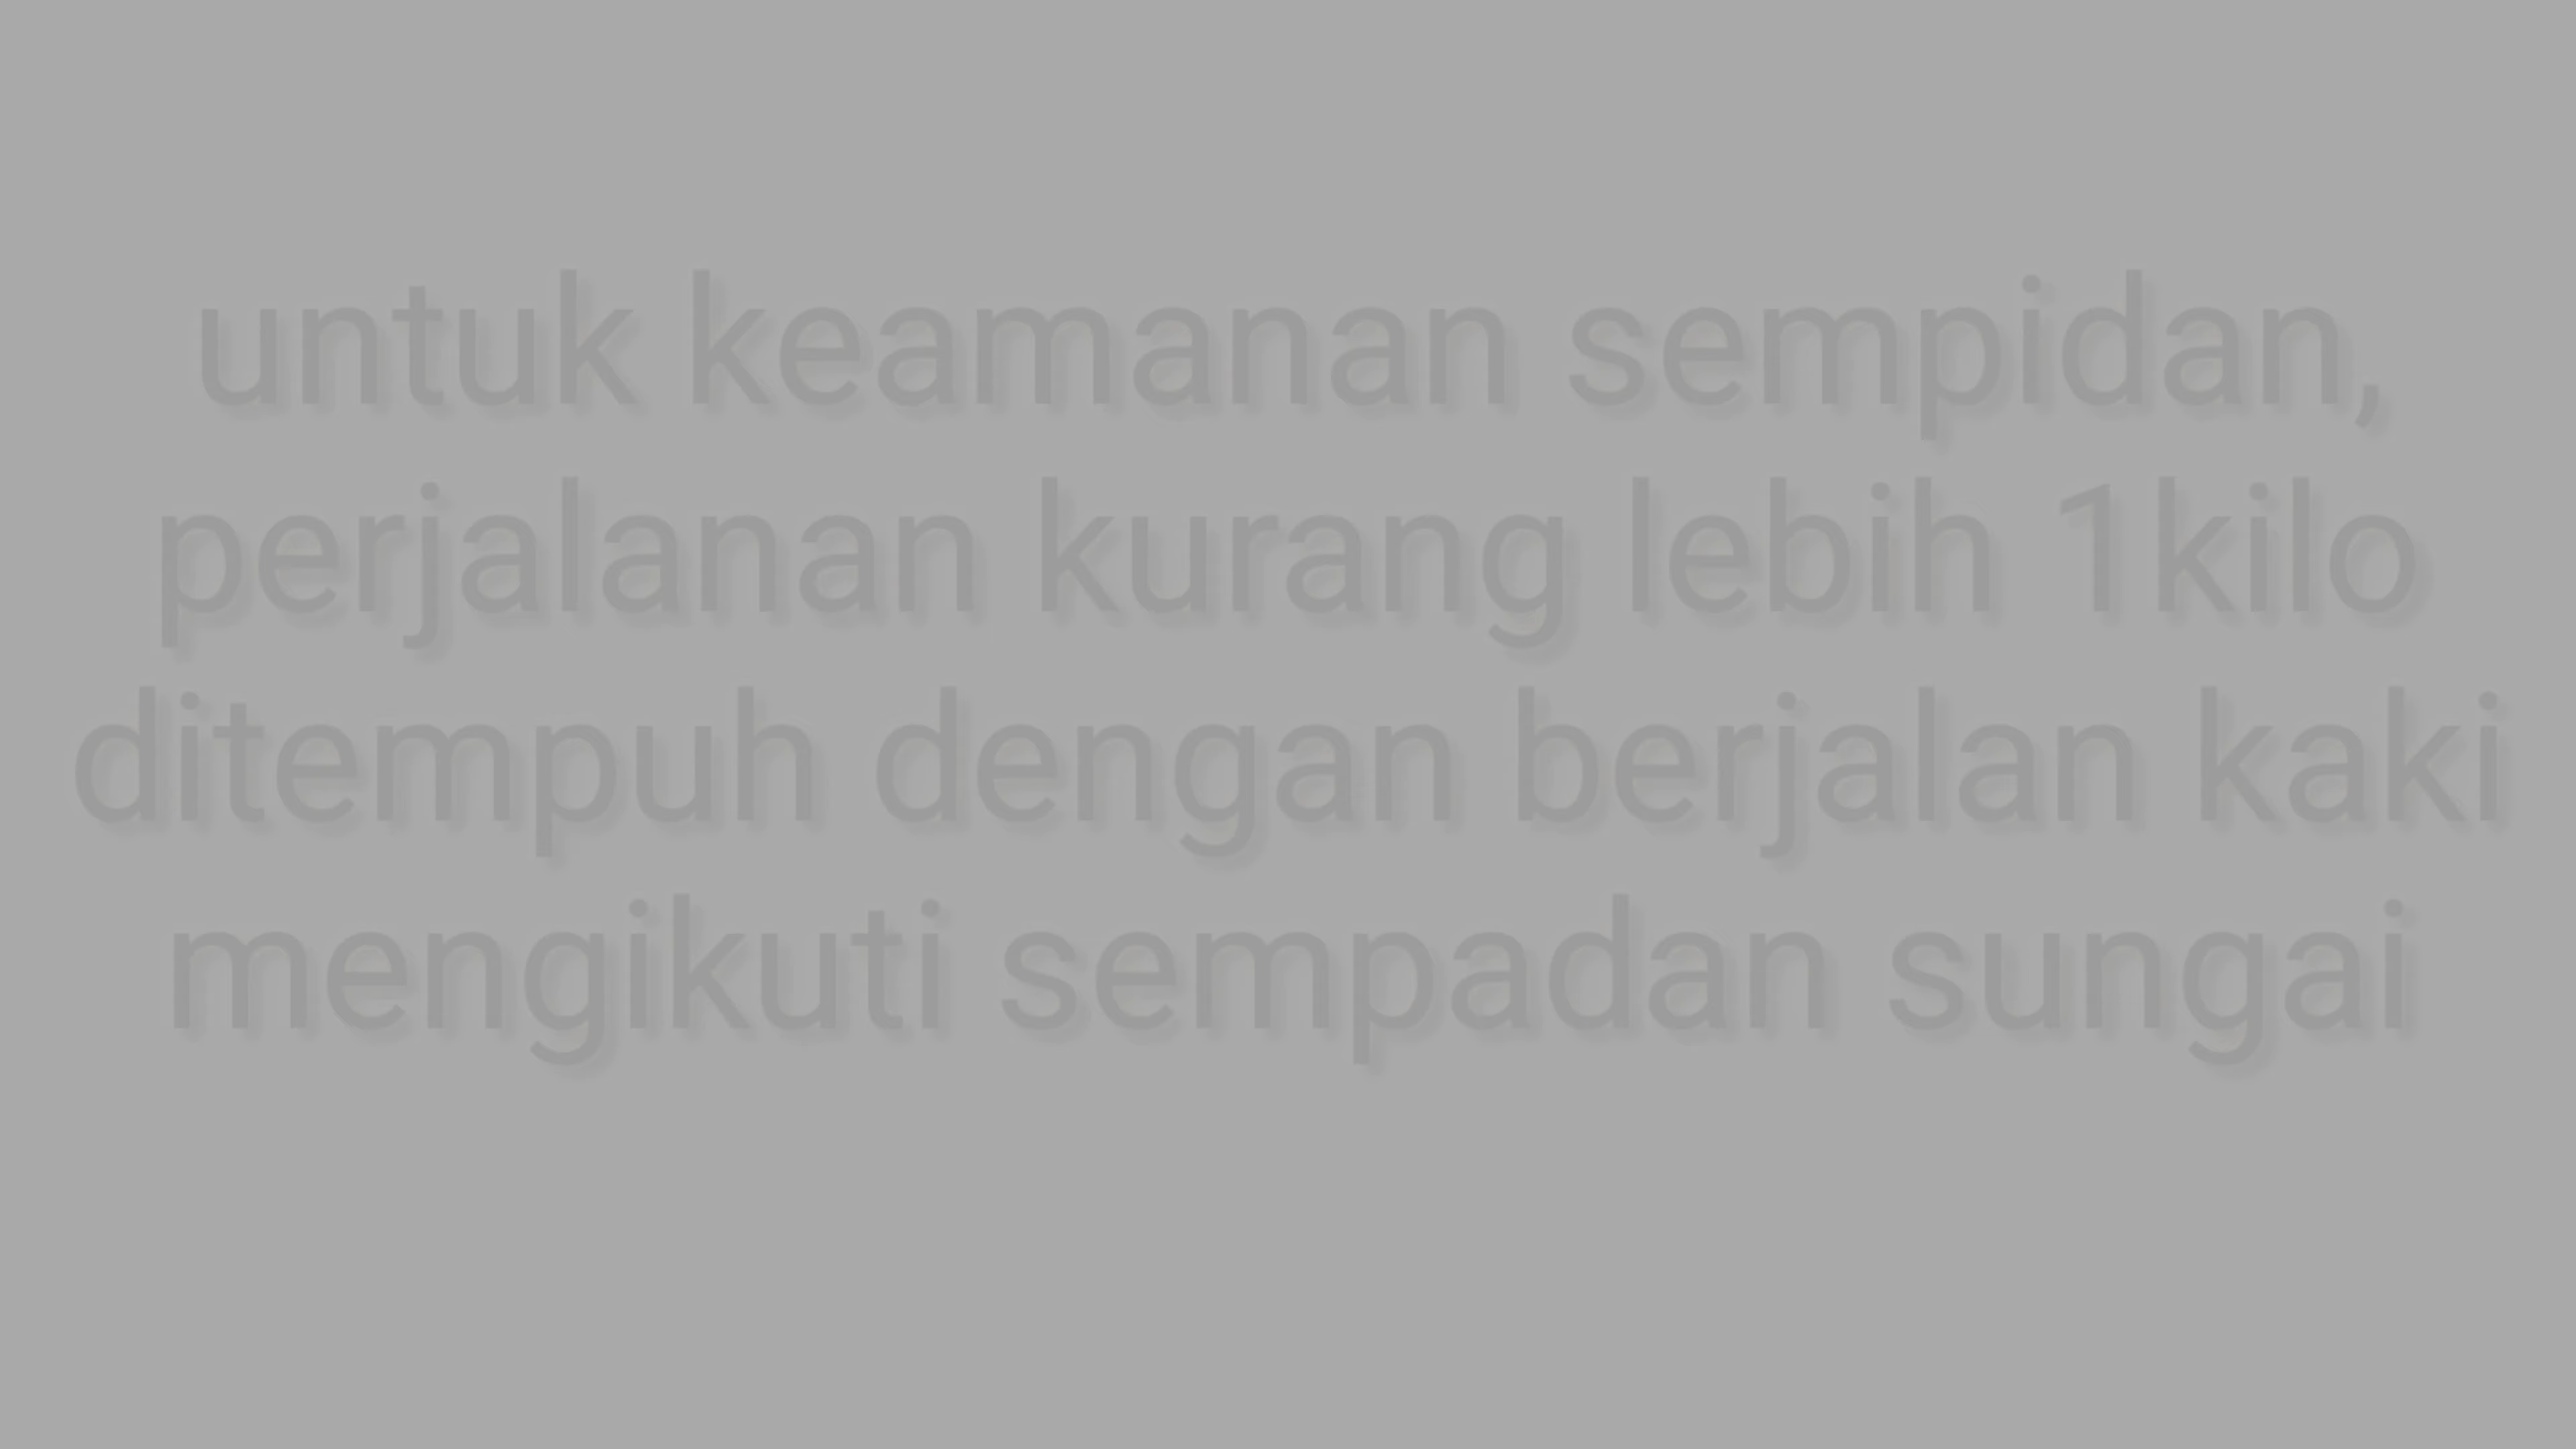 untuk keamanan sempidan,
perjalanan kurang lebih 1kilo
ditempuh dengan berjalan kaki
mengikuti sempadan sungai